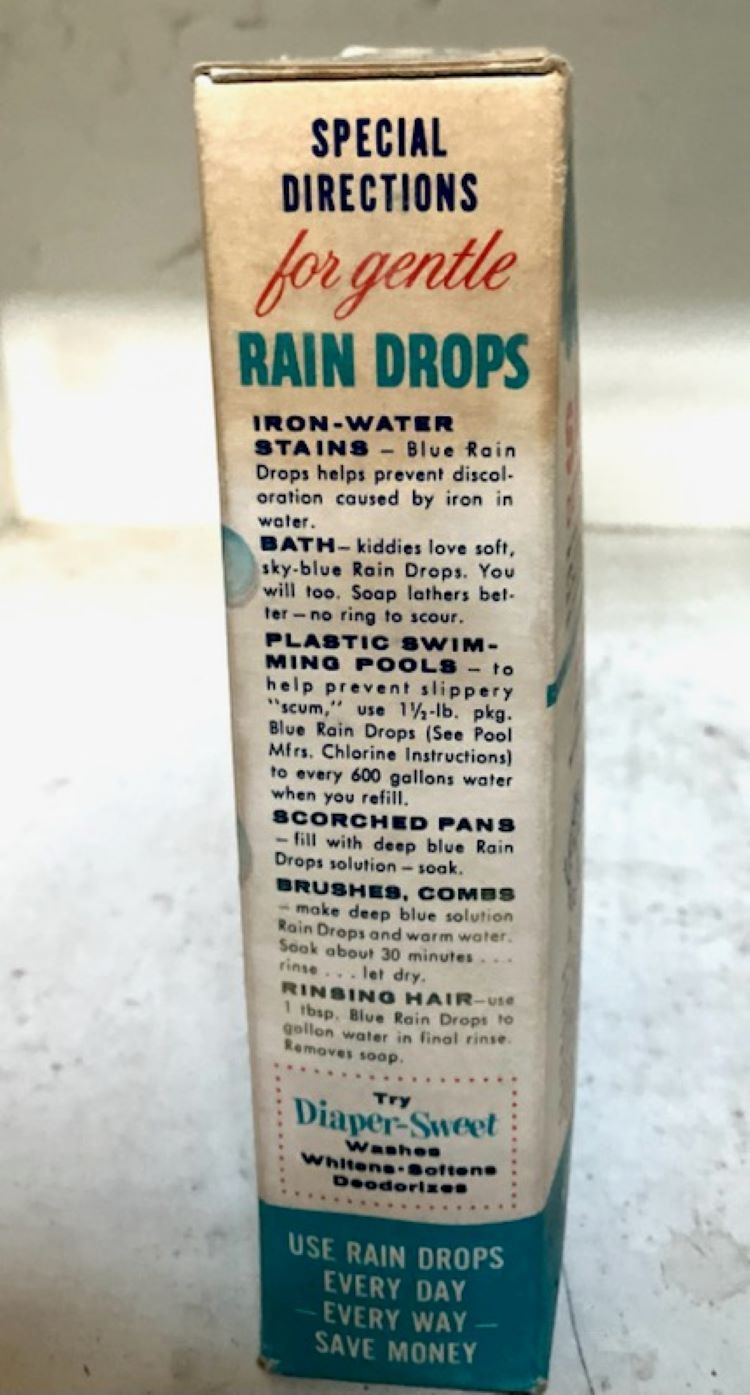 SPECIAL
DIRECTIONS
for gentle
RAIN DROPS
IRON-WATER
STAINS – Blue Rain
Drops helps prevent discol-
oration caused by iron in
water.
BATH – kiddies love soft,
sky-blue Rain Drops. You
will too. Soap lathers bet-
ter – no ring to scour.
PLASTIC SWIM-
MING POOLS – to
help prevent slippery
"scum," use 1½-lb. pkg.
Blue Rain Drops (See Pool
Mfrs. Chlorine Instructions)
to every 600 gallons water
when you refill.
SCORCHED PANS
– fill with deep blue Rain
Drops solution – soak.
BRUSHES, COMBS
– make deep blue solution
Rain Drops and warm water.
Soak about 30 minutes . . .
rinse . . . let dry.
RINSING HAIR – use
1 tbsp. Blue Rain Drops to
gallon water in final rinse.
Removes soap.
Try
Diaper-Sweet
Washes
Whitens • Softens
Deodorizes
USE RAIN DROPS
EVERY DAY
– EVERY WAY –
SAVE MONEY